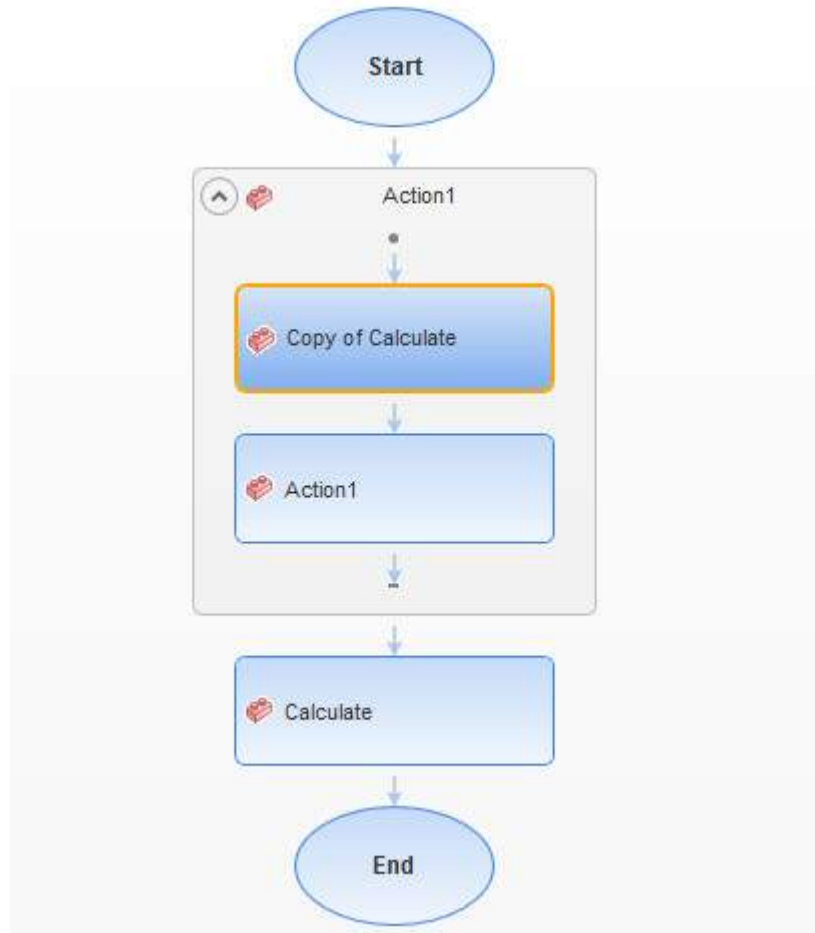 Start
Action1
Copy of Calculate
Action1
Calculate
End